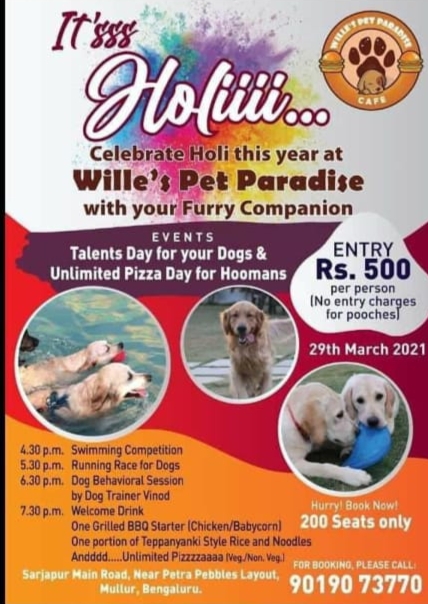 It'sss
Holiiii...
WILLE'S PET PARADISE
CAFE
Celebrate Holi this year at
Wille's Pet Paradise
with your Furry Companion
EVENTS
Talents Day for your Dogs &
Unlimited Pizza Day for Hoomans
ENTRY
Rs. 500
per person
(No entry charges
for pooches)
29th March 2021
4.30 p.m. Swimming Competition
5.30 p.m. Running Race for Dogs
6.30 p.m. Dog Behavioral Session
by Dog Trainer Vinod
7.30 p.m. Welcome Drink
One Grilled BBQ Starter (Chicken/Babycorn)
One portion of Teppanyanki Style Rice and Noodles
Andddd.....Unlimited Pizzzzaaaa (Veg./Non. Veg.)
Hurry! Book Now!
200 Seats only
Sarjapur Main Road, Near Petra Pebbles Layout,
Mullur, Bengaluru.
FOR BOOKING, PLEASE CALL:
90190 73770